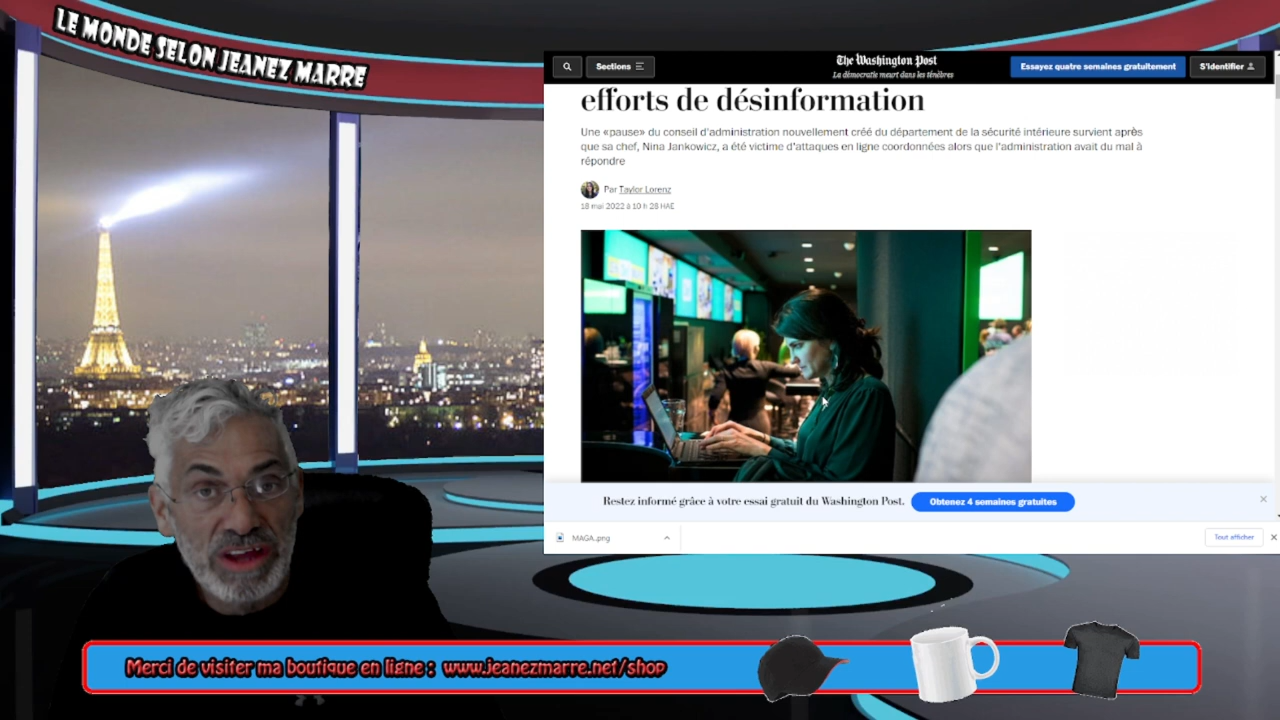 LE MONDE SELON JEANEZ MARRE
Sections
The Washington Post
La démocratie meurt dans les ténèbres
Essayez quatre semaines gratuitement
S'identifier
efforts de désinformation
Une «pause» du conseil d'administration nouvellement créé du département de la sécurité intérieure survient après
que sa chef, Nina Jankowicz, a été victime d'attaques en ligne coordonnées alors que l'administration avait du mal à
répondre
Par Taylor Lorenz
18 mai 2022 à 10 h 26 HAE
Restez informé grâce à votre essai gratuit du Washington Post.
Obtenez 4 semaines gratuites
MAGA.png
Tout afficher
Merci de visiter ma boutique en ligne : www.jeanezmarre.net/shop